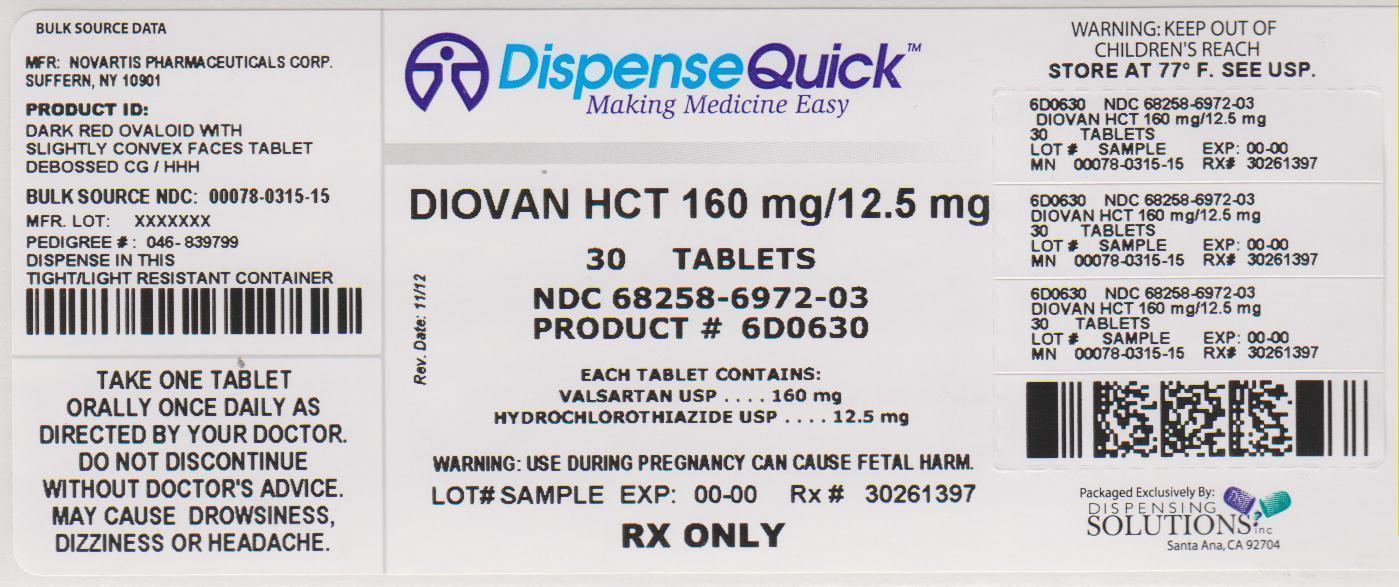 BULK SOURCE DATA
MFR: NOVARTIS PHARMACEUTICALS CORP.
SUFFERN, NY 10901
PRODUCT ID:
DARK RED OVALOID WITH
SLIGHTLY CONVEX FACES TABLET
DEBOSSED CG / HHH
BULK SOURCE NDC: 00078-0315-15
MFR. LOT: XXXXXXX
PEDIGREE #: 046-839799
DISPENSE IN THIS
TIGHT/LIGHT RESISTANT CONTAINER
TAKE ONE TABLET
ORALLY ONCE DAILY AS
DIRECTED BY YOUR DOCTOR.
DO NOT DISCONTINUE
WITHOUT DOCTOR'S ADVICE.
MAY CAUSE DROWSINESS,
DIZZINESS OR HEADACHE.
DispenseQuick™
Making Medicine Easy
DIOVAN HCT 160 mg/12.5 mg
30 TABLETS
NDC 68258-6972-03
PRODUCT # 6D0630
Rev. Date: 11/12
EACH TABLET CONTAINS:
VALSARTAN USP .... 160 mg
HYDROCHLOROTHIAZIDE USP .... 12.5 mg
WARNING: USE DURING PREGNANCY CAN CAUSE FETAL HARM.
LOT# SAMPLE EXP: 00-00 Rx # 30261397
RX ONLY
WARNING: KEEP OUT OF
CHILDREN'S REACH
STORE AT 77° F. SEE USP.
6D0630 NDC 68258-6972-03
DIOVAN HCT 160 mg/12.5 mg
30 TABLETS
LOT # SAMPLE EXP: 00-00
MN 00078-0315-15 RX# 30261397
6D0630 NDC 68258-6972-03
DIOVAN HCT 160 mg/12.5 mg
30 TABLETS
LOT # SAMPLE EXP: 00-00
MN 00078-0315-15 RX# 30261397
6D0630 NDC 68258-6972-03
DIOVAN HCT 160 mg/12.5 mg
30 TABLETS
LOT # SAMPLE EXP: 00-00
MN 00078-0315-15 RX# 30261397
Packaged Exclusively By:
DISPENSING
SOLUTIONS inc
Santa Ana, CA 92704